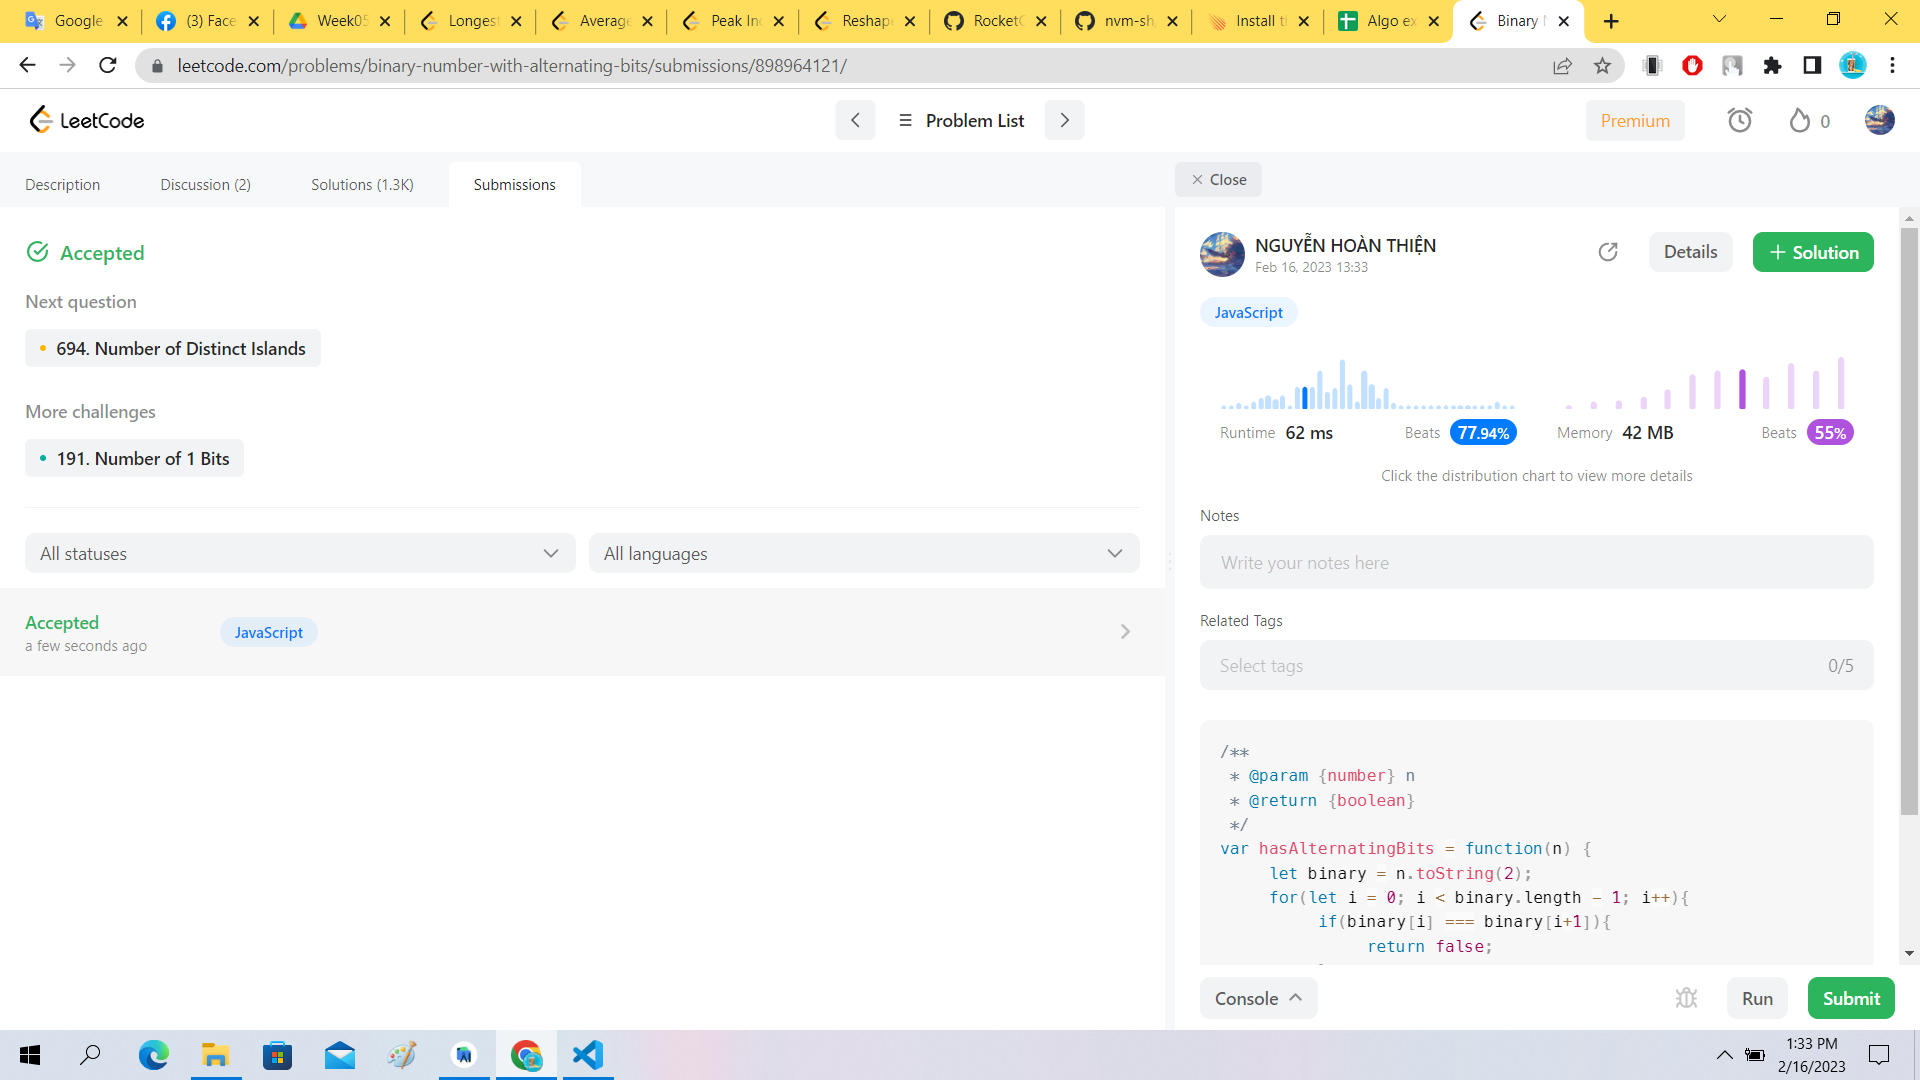 Google
(3) Face
Week05
Longest
Average
Peak In
Reshape
RocketC
nvm-sh
Install ti
Algo ex
Binary N
leetcode.com/problems/binary-number-with-alternating-bits/submissions/898964121/
LeetCode
Problem List
Premium
0
Description
Discussion (2)
Solutions (1.3K)
Submissions
Close
Accepted
Next question
694. Number of Distinct Islands
More challenges
191. Number of 1 Bits
All statuses
All languages
Accepted
a few seconds ago
JavaScript
NGUYỄN HOÀN THIỆN
Feb 16, 2023 13:33
Details
+ Solution
JavaScript
Runtime 62 ms
Beats 77.94%
Memory 42 MB
Beats 55%
Click the distribution chart to view more details
Notes
Write your notes here
Related Tags
Select tags
0/5
/**
 * @param {number} n
 * @return {boolean}
 */
var hasAlternatingBits = function(n) {
     let binary = n.toString(2);
     for(let i = 0; i < binary.length - 1; i++){
          if(binary[i] === binary[i+1]){
               return false;
Console
Run
Submit
1:33 PM
2/16/2023